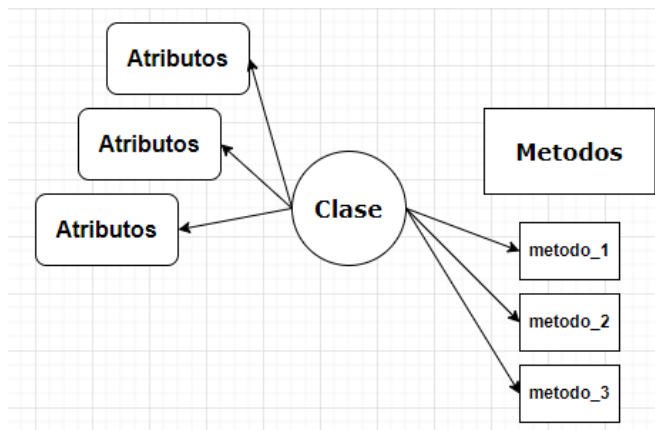 Atributos
Atributos
Atributos
Clase
Metodos
metodo_1
metodo_2
metodo_3